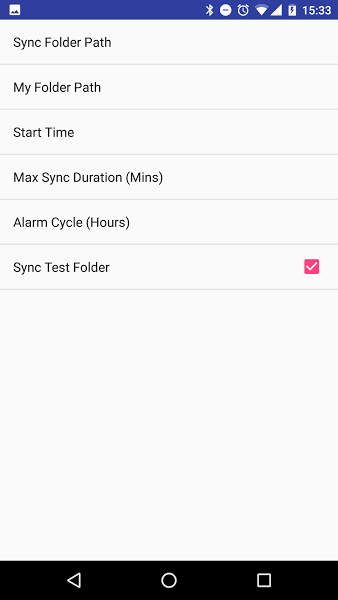 15:33
Sync Folder Path
My Folder Path
Start Time
Max Sync Duration (Mins)
Alarm Cycle (Hours)
Sync Test Folder